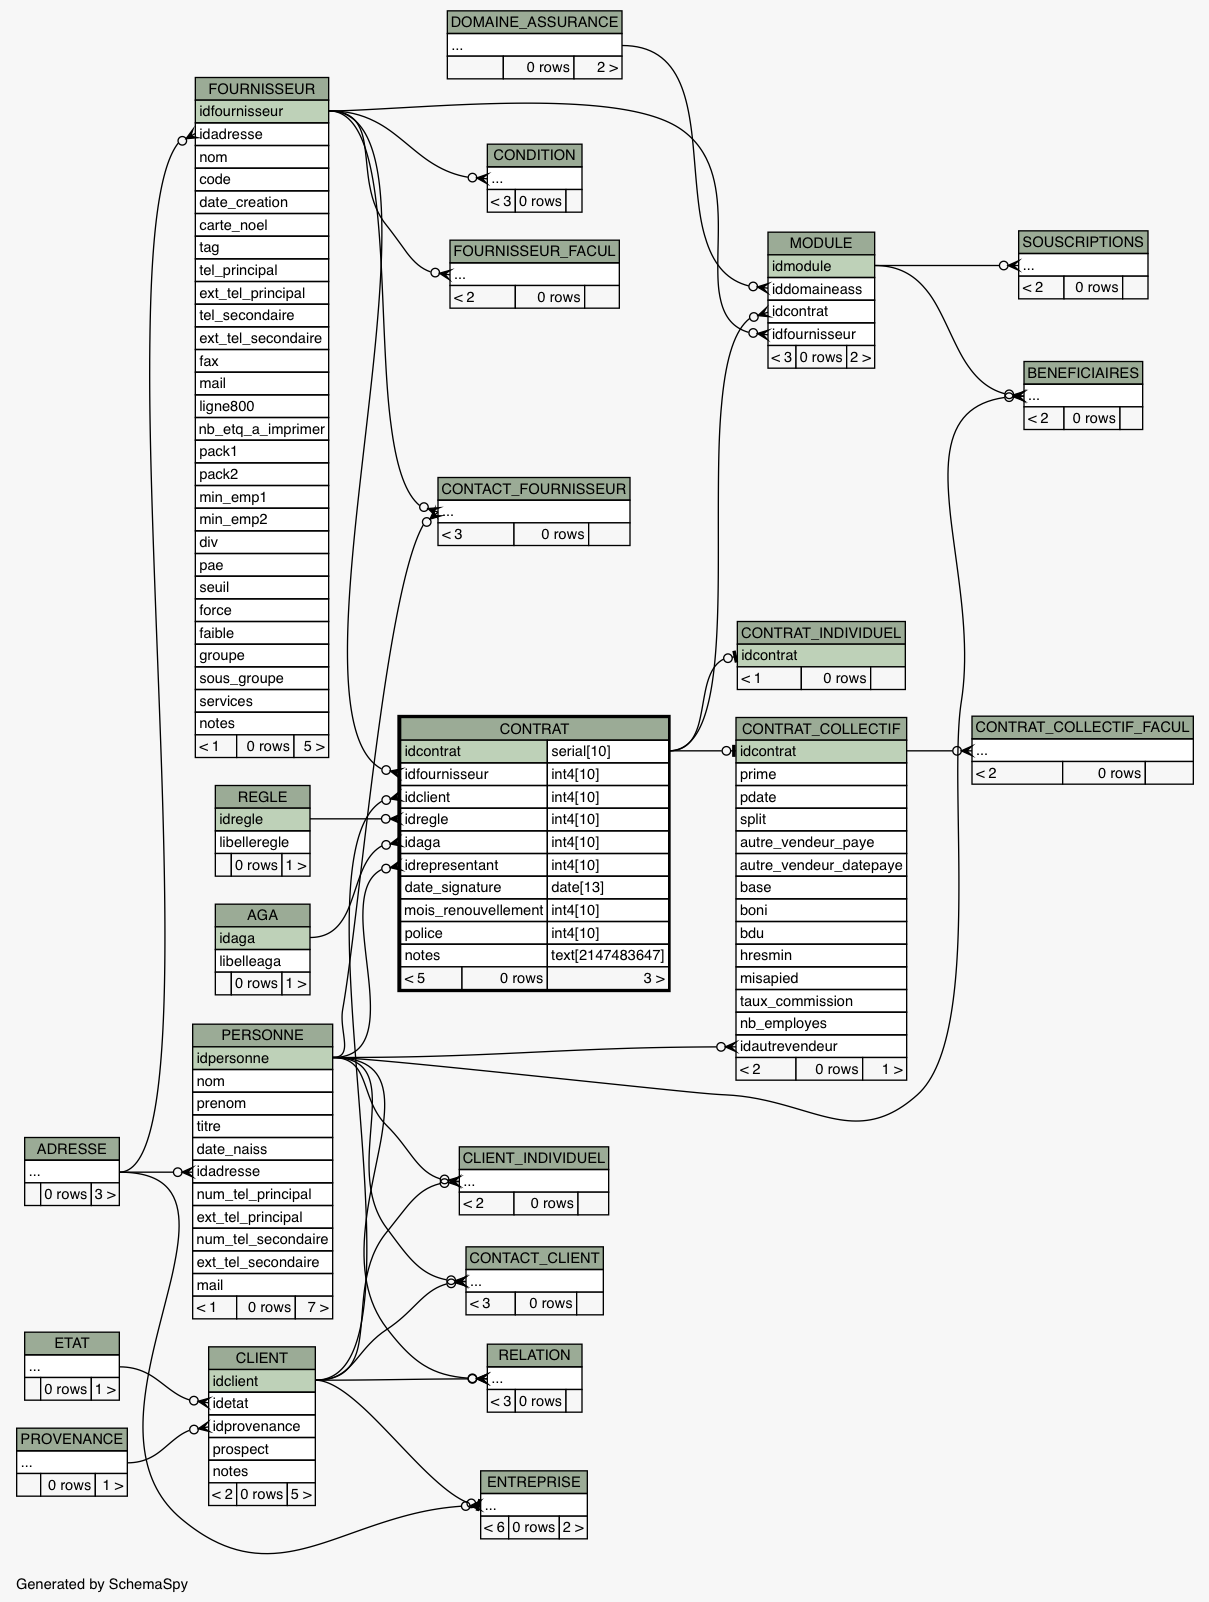 DOMAINE_ASSURANCE
...
0 rows 2 >
FOURNISSEUR
idfournisseur
idadresse
nom
code
date_creation
carte_noel
tag
tel_principal
ext_tel_principal
tel_secondaire
ext_tel_secondaire
fax
mail
ligne800
nb_etq_a_imprimer
pack1
pack2
min_emp1
min_emp2
div
pae
seuil
force
faible
groupe
sous_groupe
services
notes
< 1 0 rows 5 >
CONDITION
...
< 3 0 rows
FOURNISSEUR_FACUL
...
< 2 0 rows
MODULE
idmodule
iddomaineass
idcontrat
idfournisseur
< 3 0 rows 2 >
SOUSCRIPTIONS
...
< 2 0 rows
BENEFICIAIRES
...
< 2 0 rows
CONTACT_FOURNISSEUR
...
< 3 0 rows
CONTRAT_INDIVIDUEL
idcontrat
< 1 0 rows
CONTRAT
idcontrat serial[10]
idfournisseur int4[10]
idclient int4[10]
idregle int4[10]
idaga int4[10]
idrepresentant int4[10]
date_signature date[13]
mois_renouvellement int4[10]
police int4[10]
notes text[2147483647]
< 5 0 rows 3 >
CONTRAT_COLLECTIF
idcontrat
prime
pdate
split
autre_vendeur_paye
autre_vendeur_datepaye
base
boni
bdu
hresmin
misapied
taux_commission
nb_employes
idautrevendeur
< 2 0 rows 1 >
CONTRAT_COLLECTIF_FACUL
...
< 2 0 rows
REGLE
idregle
libelleregle
0 rows 1 >
AGA
idaga
libelleaga
0 rows 1 >
PERSONNE
idpersonne
nom
prenom
titre
date_naiss
idadresse
num_tel_principal
ext_tel_principal
num_tel_secondaire
ext_tel_secondaire
mail
< 1 0 rows 7 >
ADRESSE
...
0 rows 3 >
CLIENT_INDIVIDUEL
...
< 2 0 rows
CONTACT_CLIENT
...
< 3 0 rows
ETAT
...
0 rows 1 >
CLIENT
idclient
idetat
idprovenance
prospect
notes
< 2 0 rows 5 >
RELATION
...
< 3 0 rows
PROVENANCE
...
0 rows 1 >
ENTREPRISE
...
< 6 0 rows 2 >
Generated by SchemaSpy